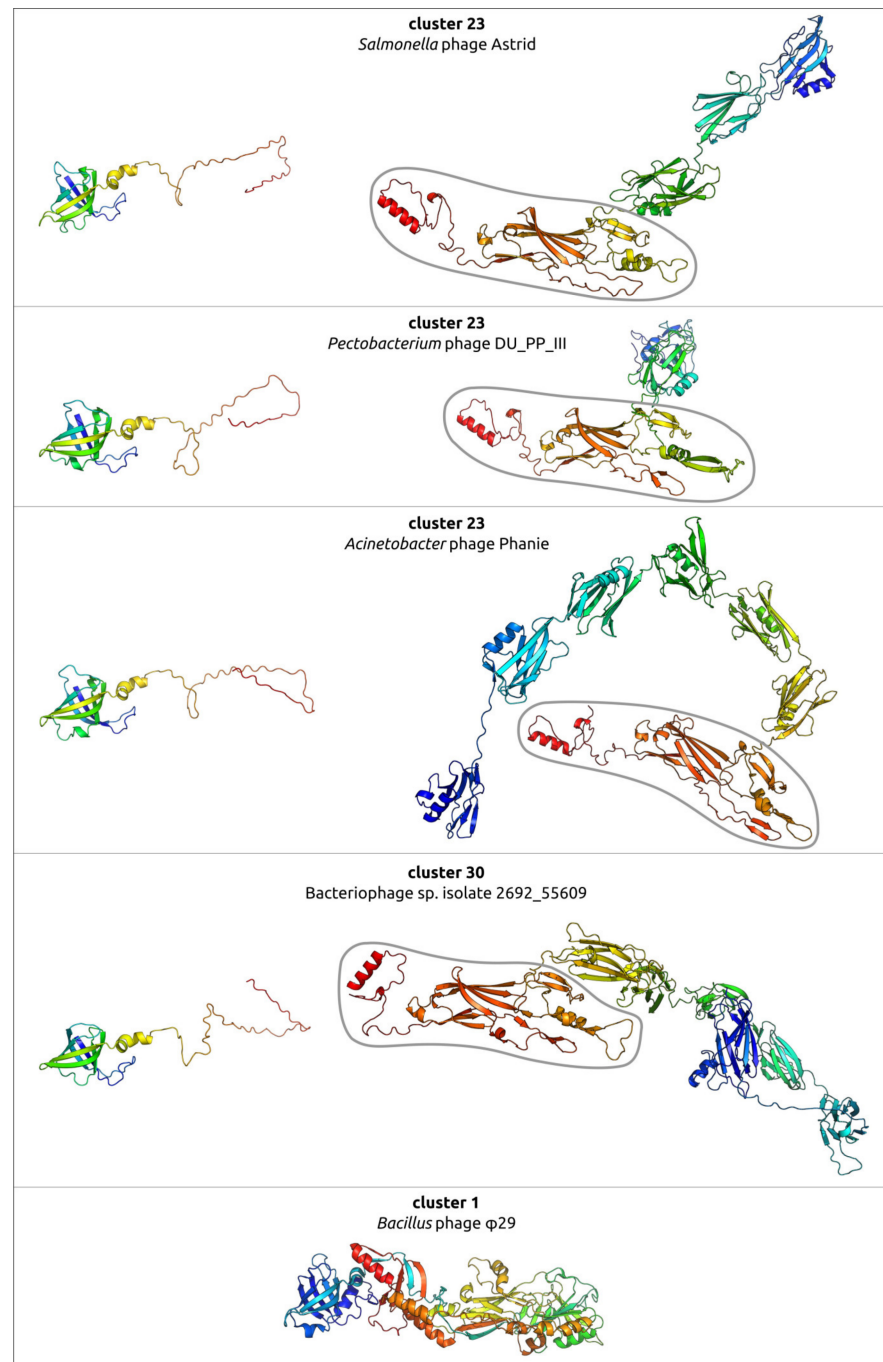 cluster 23
Salmonella phage Astrid
cluster 23
Pectobacterium phage DU_PP_III
cluster 23
Acinetobacter phage Phanie
cluster 30
Bacteriophage sp. isolate 2692_55609
cluster 1
Bacillus phage φ29